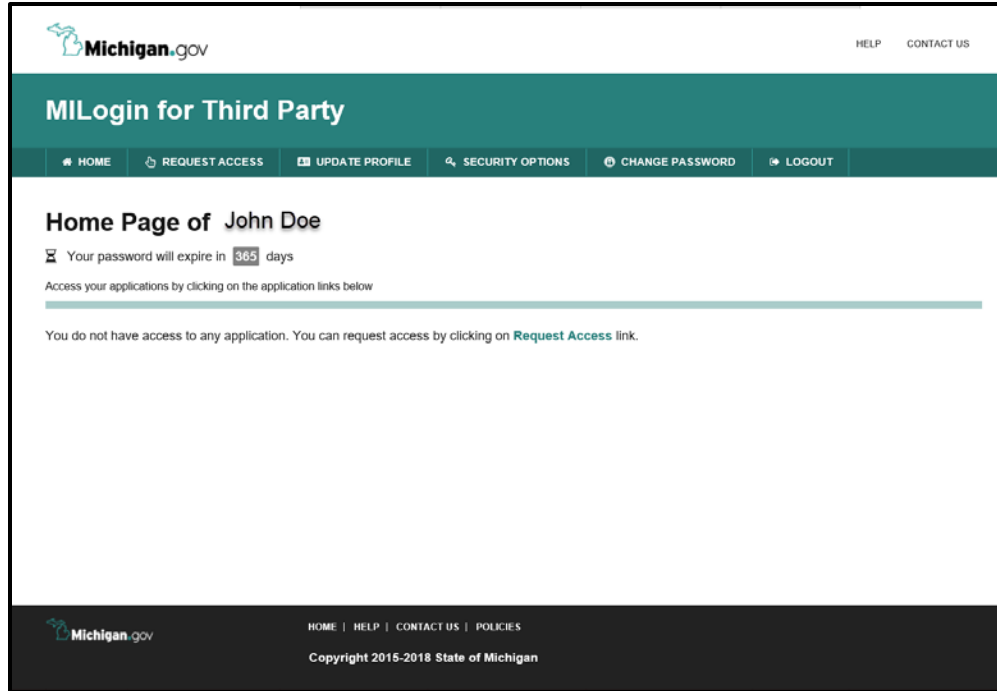 Michigan.gov
HELP CONTACT US
MILogin for Third Party
HOME REQUEST ACCESS UPDATE PROFILE SECURITY OPTIONS CHANGE PASSWORD LOGOUT
Home Page of John Doe
Your password will expire in 365 days
Access your applications by clicking on the application links below
You do not have access to any application. You can request access by clicking on Request Access link.
Michigan.gov
HOME | HELP | CONTACT US | POLICIES
Copyright 2015-2018 State of Michigan